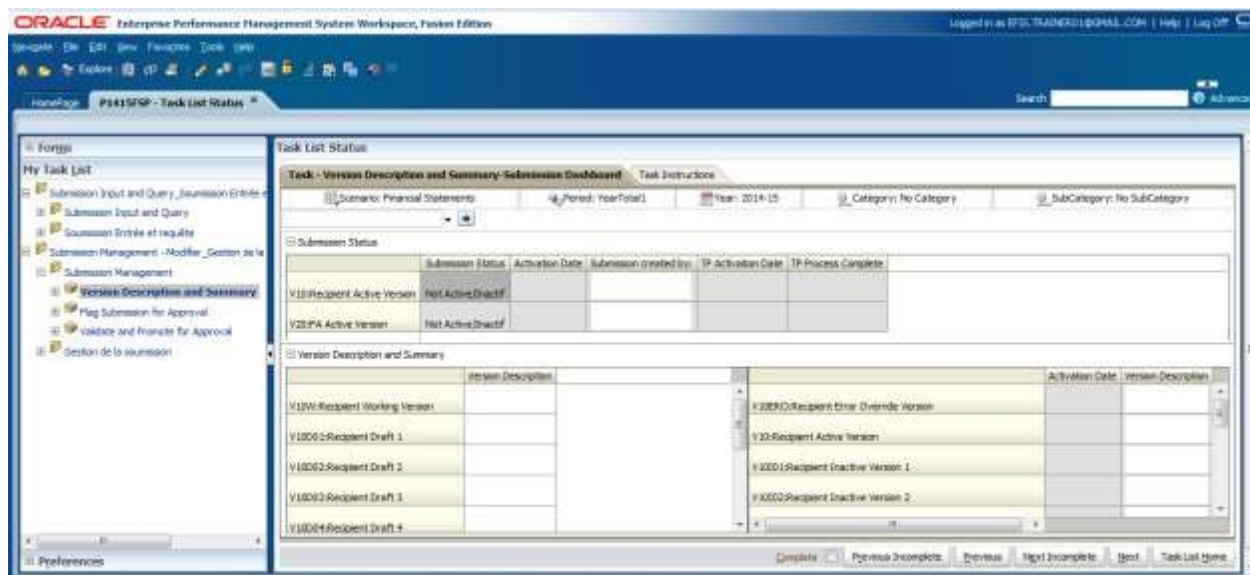 ORACLE Enterprise Performance Management System Workspace, Fusion Edition
Logged in as EFIS.TRAINER01@GMAIL.COM | Help | Log Off
Navigate File Edit View Favorites Tools Help
Explore
HomePage P1415FSP - Task List Status
Search Advanced
Forms
My Task List
Submission Input and Query_Soumission Entrée e
Submission Input and Query
Soumission Entrée et requête
Submission Management -Modifier_Gestion de la
Submission Management
Version Description and Summary
Flag Submission for Approval
Validate and Promote for Approval
Gestion de la soumission
Preferences
Task List Status
Task - Version Description and Summary-Submission Dashboard Task Instructions
Scenario: Financial Statements Period: YearTotal1 Year: 2014-15 Category: No Category SubCategory: No SubCategory
Submission Status
Submission Status Activation Date Submission created by: TP Activation Date TP Process Complete
V10:Recipient Active Version Not Active;Inactif
V20:FA Active Version Not Active;Inactif
Version Description and Summary
Version Description
V10W:Recipient Working Version
V10D01:Recipient Draft 1
V10D02:Recipient Draft 2
V10D03:Recipient Draft 3
V10D04:Recipient Draft 4
Activation Date Version Description
V10ERO:Recipient Error Override Version
V10:Recipient Active Version
V10I01:Recipient Inactive Version 1
V10I02:Recipient Inactive Version 2
Complete Previous Incomplete Previous Next Incomplete Next Task List Home